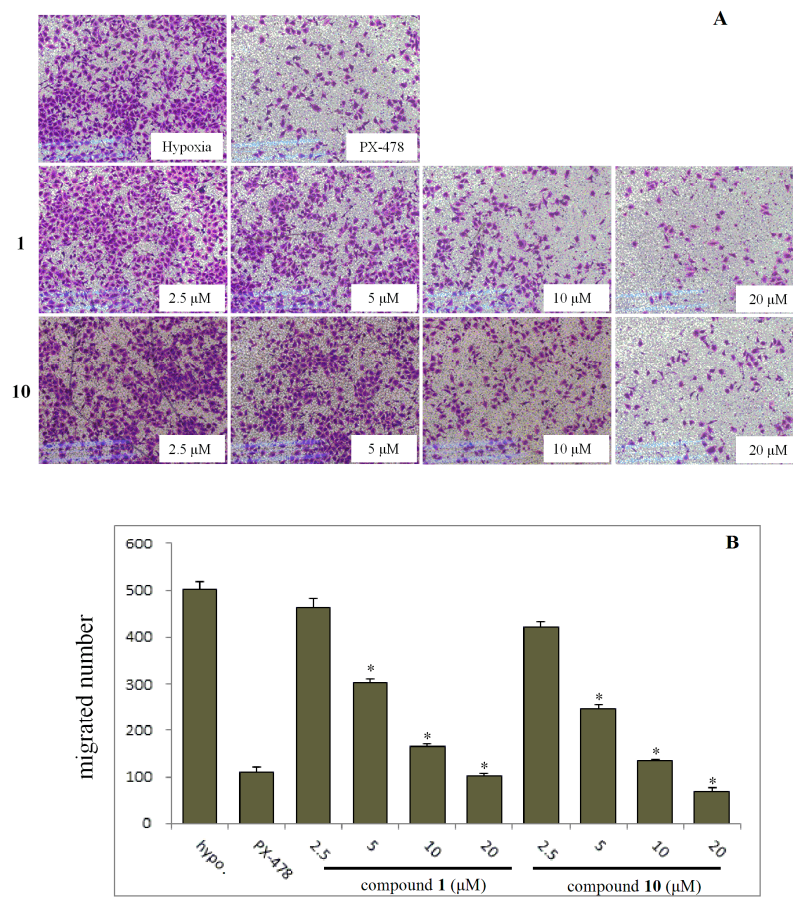 A
Hypoxia
PX-478
1
2.5 μM
5 μM
10 μM
20 μM
10
2.5 μM
5 μM
10 μM
20 μM
B
600
500
400
300
200
100
0
migrated number
*
*
*
*
*
*
hypo.
PX-478
2.5
5
10
20
2.5
5
10
20
compound 1 (μM)
compound 10 (μM)